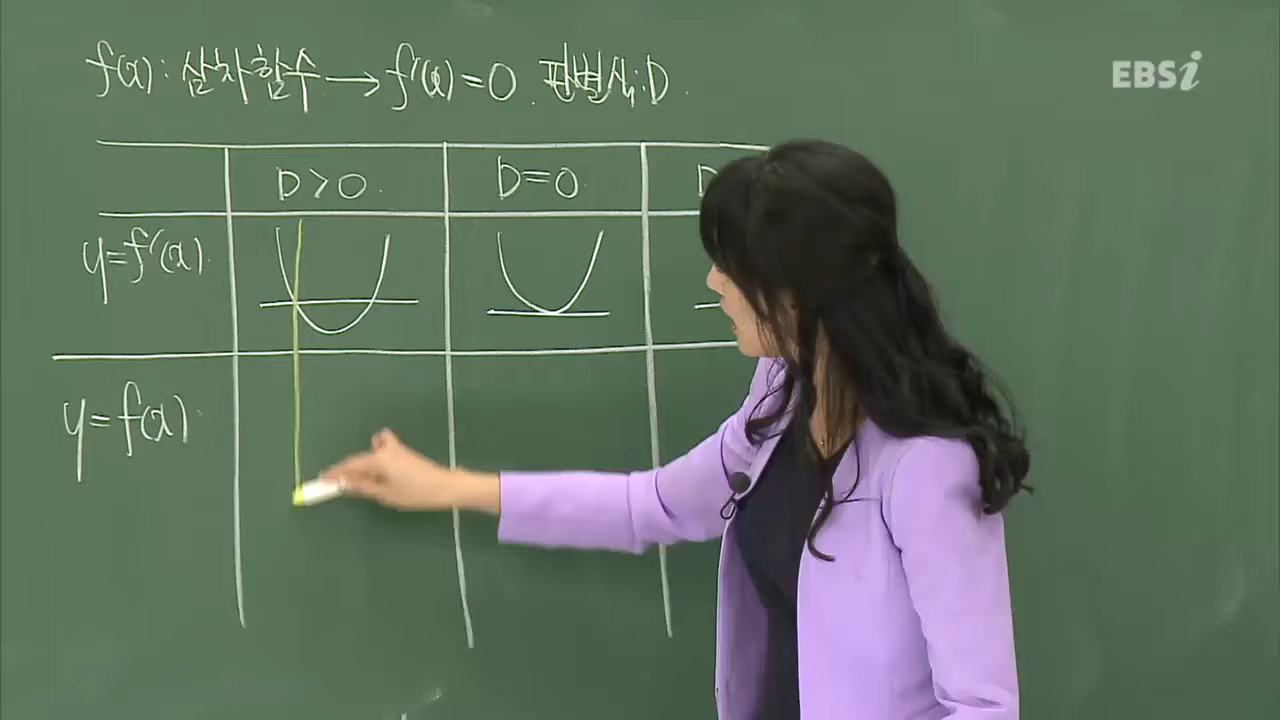 f(x) : 삼차함수 → f'(x)=0 판별식:D
EBSi
D>0 D=0 D
y=f'(x)
y=f(x)